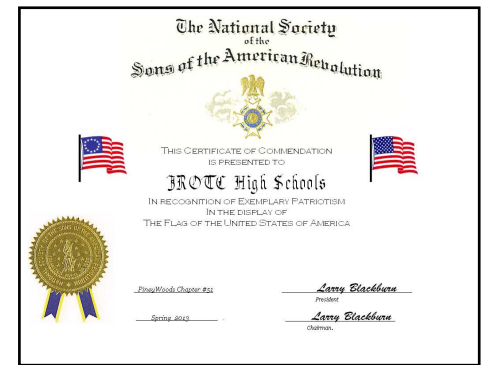 The National Society
of the
Sons of the American Revolution
THIS CERTIFICATE OF COMMENDATION
IS PRESENTED TO
JROTC High Schools
IN RECOGNITION OF EXEMPLARY PATRIOTISM
IN THE DISPLAY OF
THE FLAG OF THE UNITED STATES OF AMERICA
PineyWoods Chapter #51
Larry Blackburn
President
Spring 2013
Larry Blackburn
Chairman.